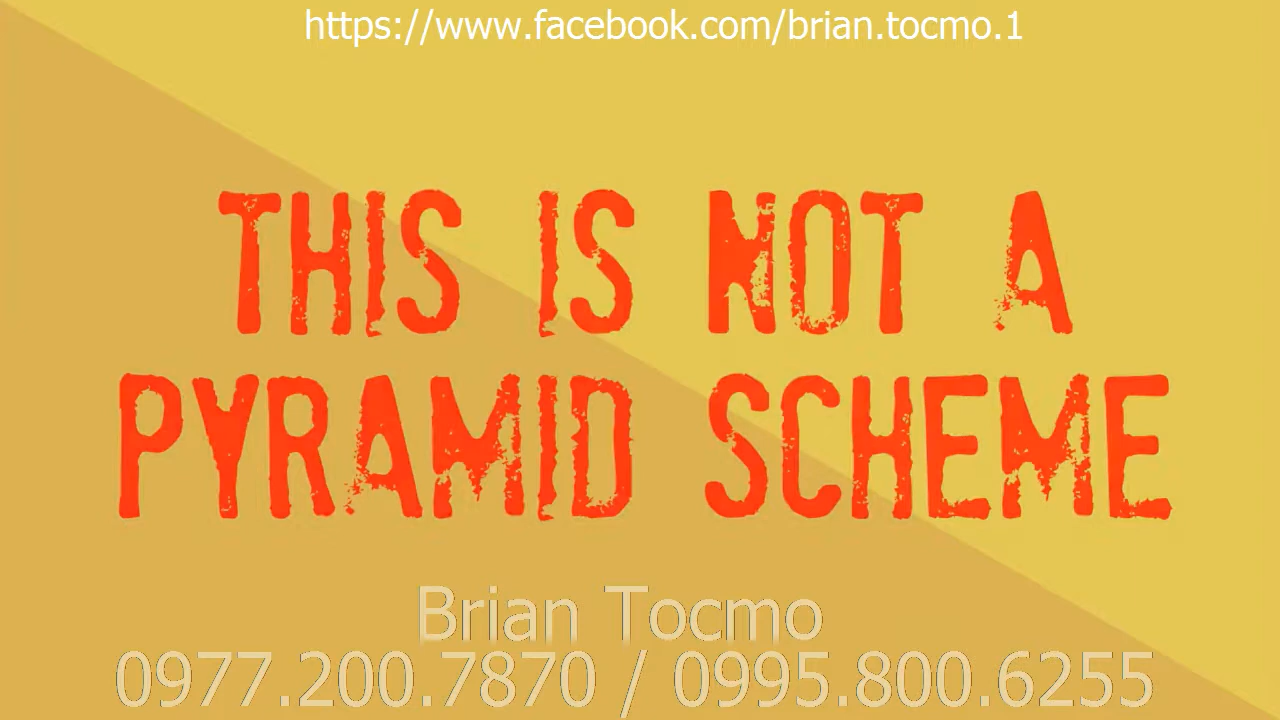 https://www.facebook.com/brian.tocmo.1
THIS IS NOT A
PYRAMID SCHEME
Brian Tocmo
0977.200.7870 / 0995.800.6255